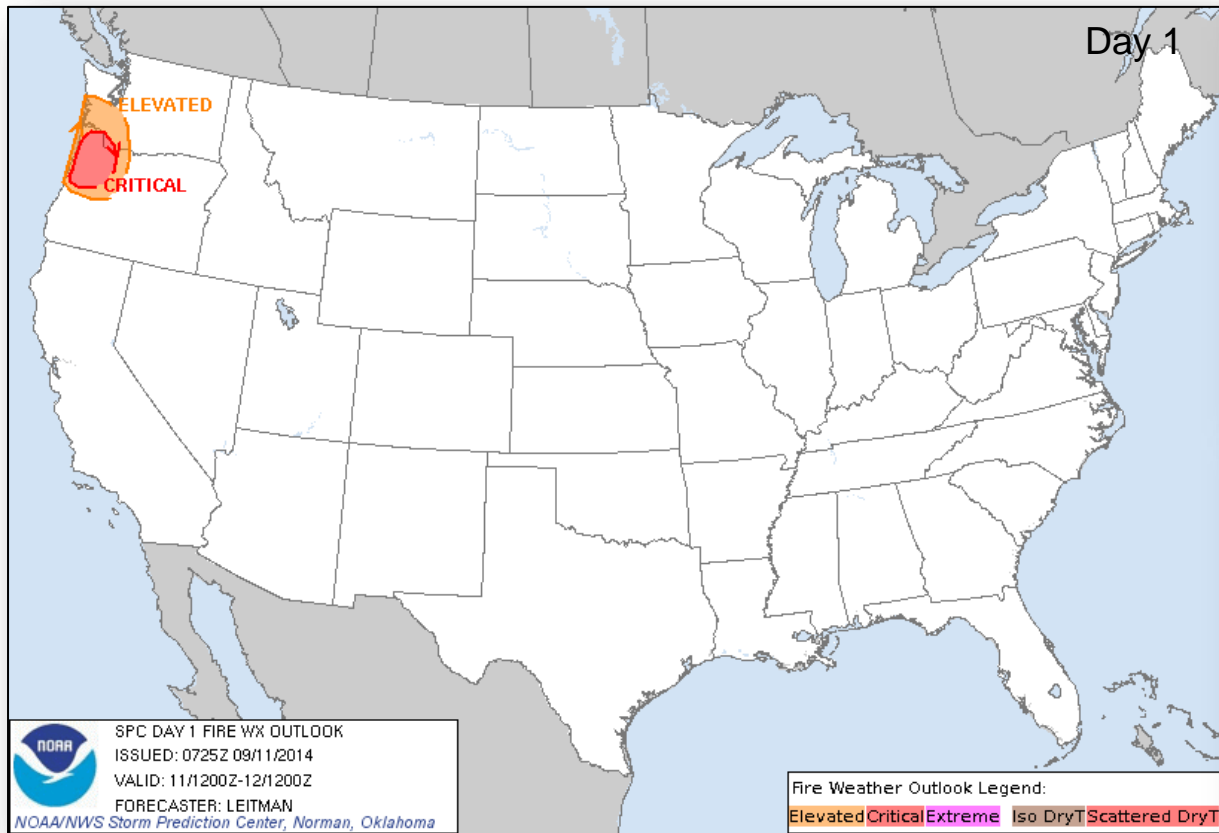 Day 1
ELEVATED
CRITICAL
NOAA
SPC DAY 1 FIRE WX OUTLOOK
ISSUED: 0725Z 09/11/2014
VALID: 11/1200Z-12/1200Z
FORECASTER: LEITMAN
NOAA/NWS Storm Prediction Center, Norman, Oklahoma
Fire Weather Outlook Legend:
Elevated Critical Extreme Iso DryT Scattered DryT